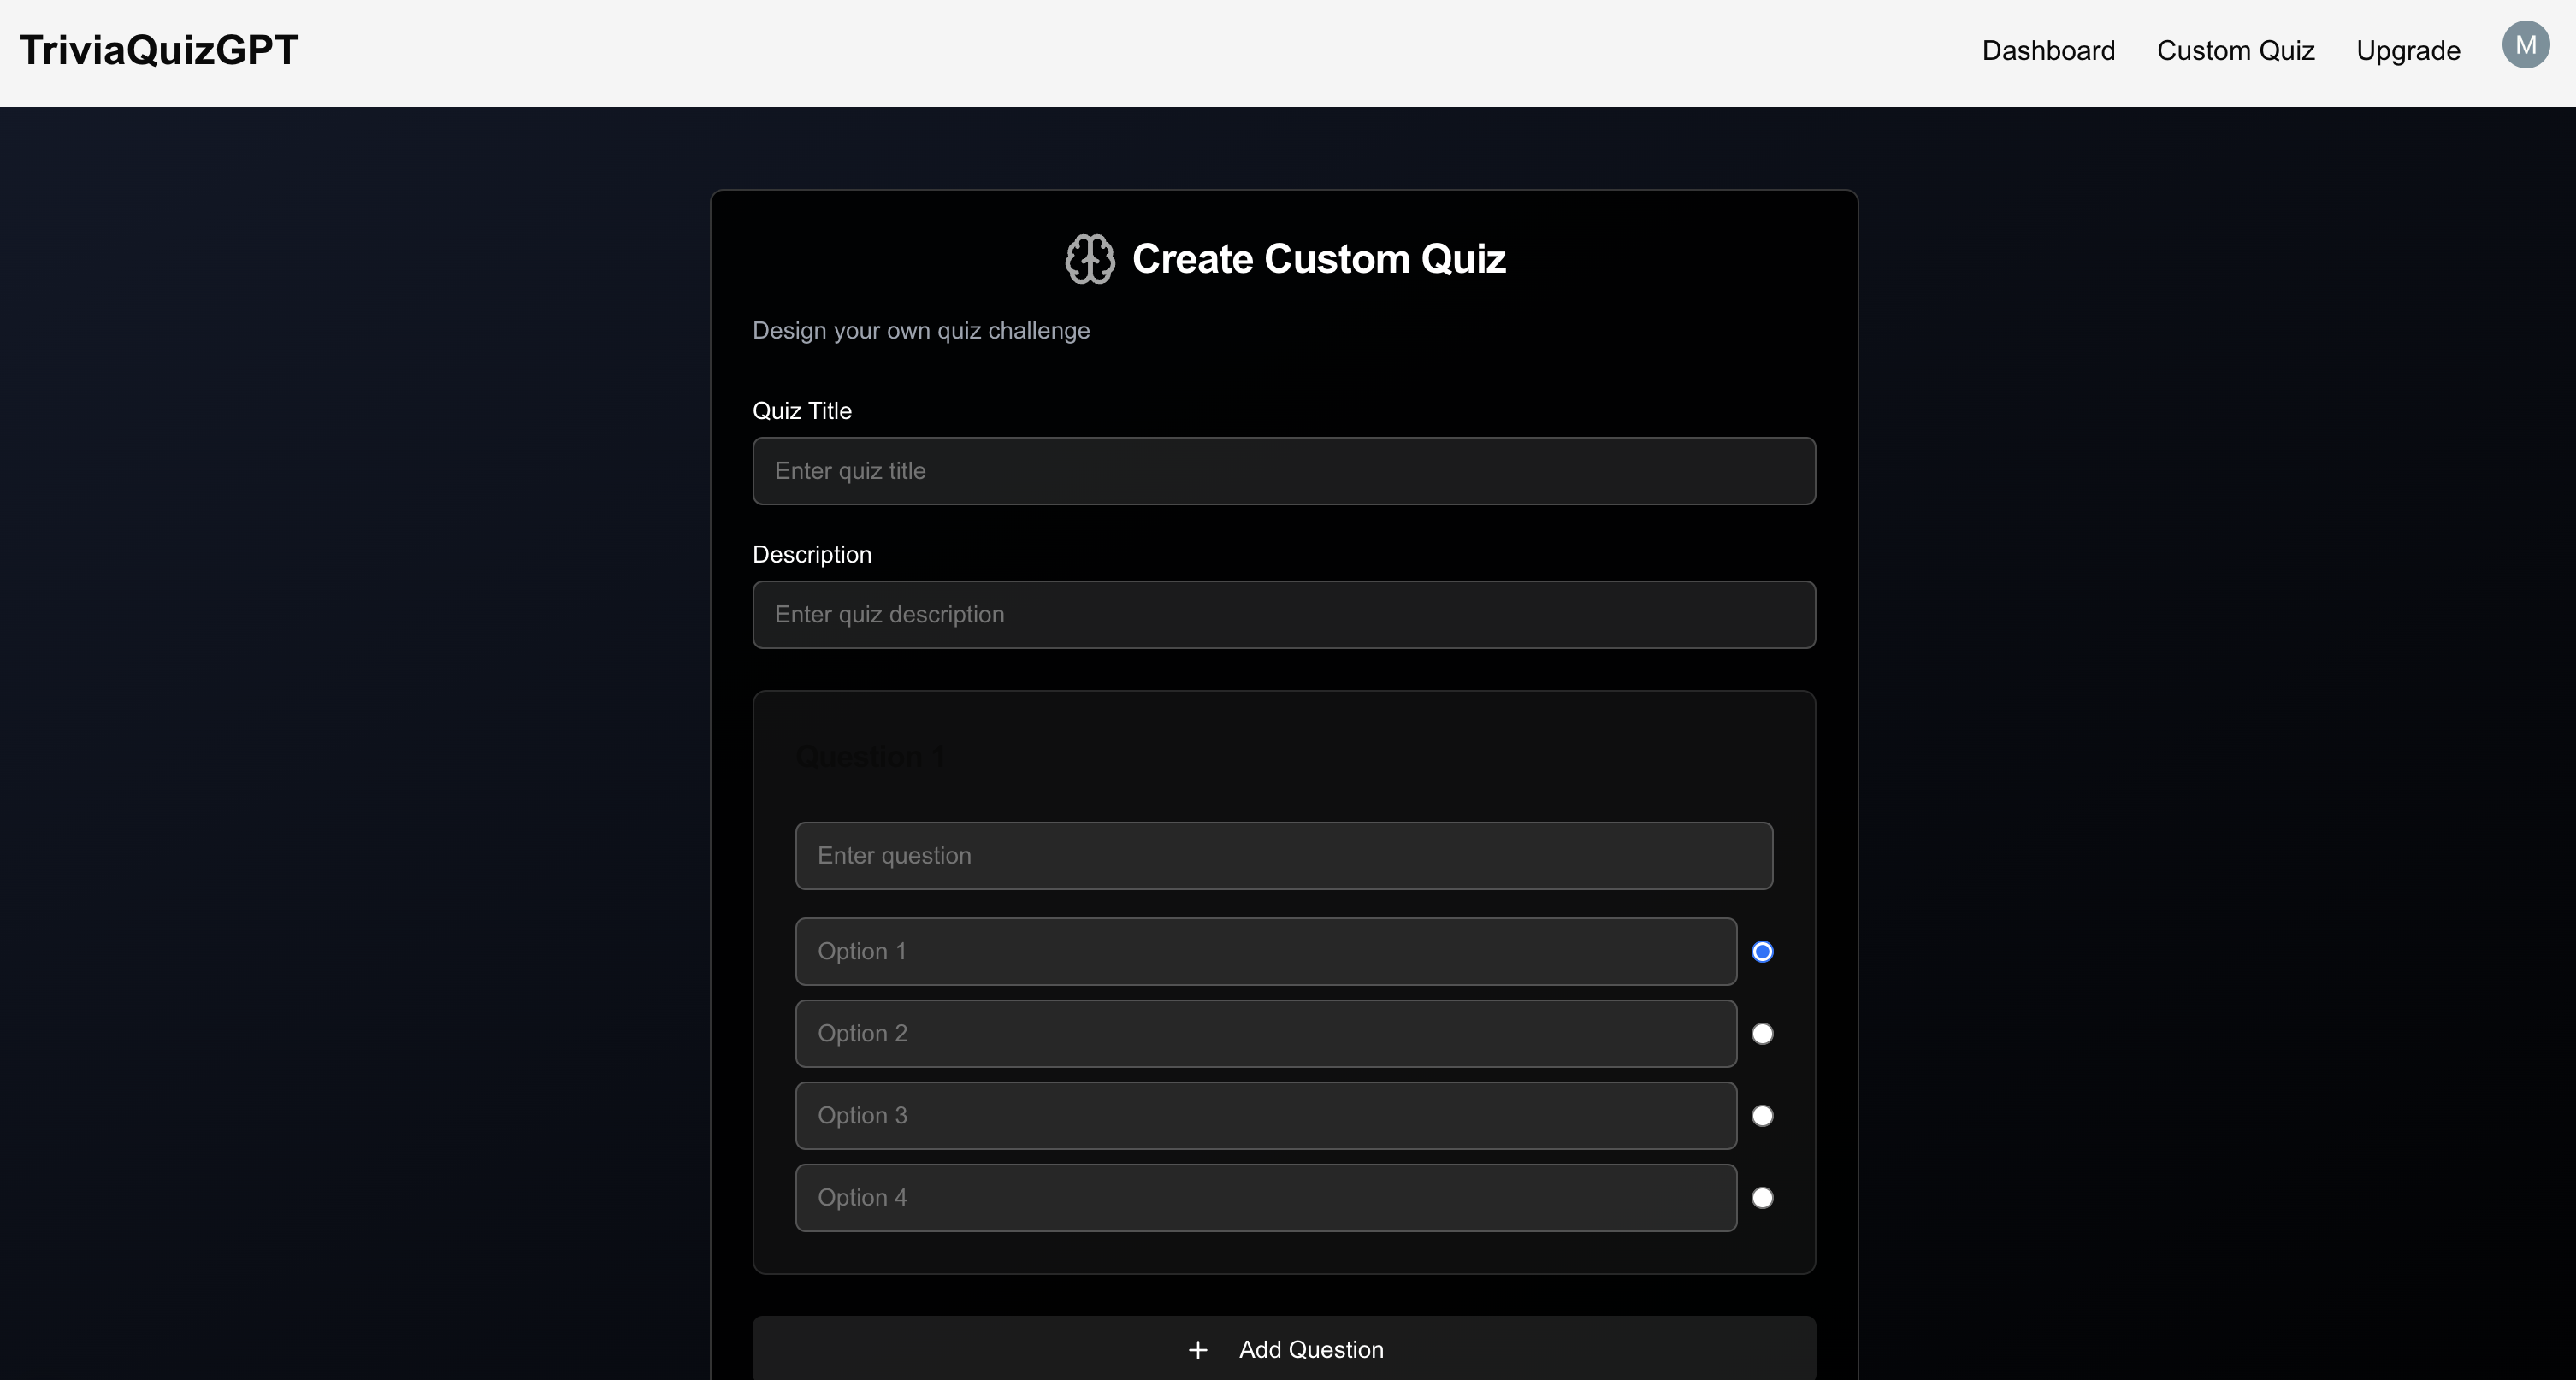 TriviaQuizGPT
Dashboard Custom Quiz Upgrade M
Create Custom Quiz
Design your own quiz challenge
Quiz Title
Enter quiz title
Description
Enter quiz description
Question 1
Enter question
Option 1
Option 2
Option 3
Option 4
+ Add Question